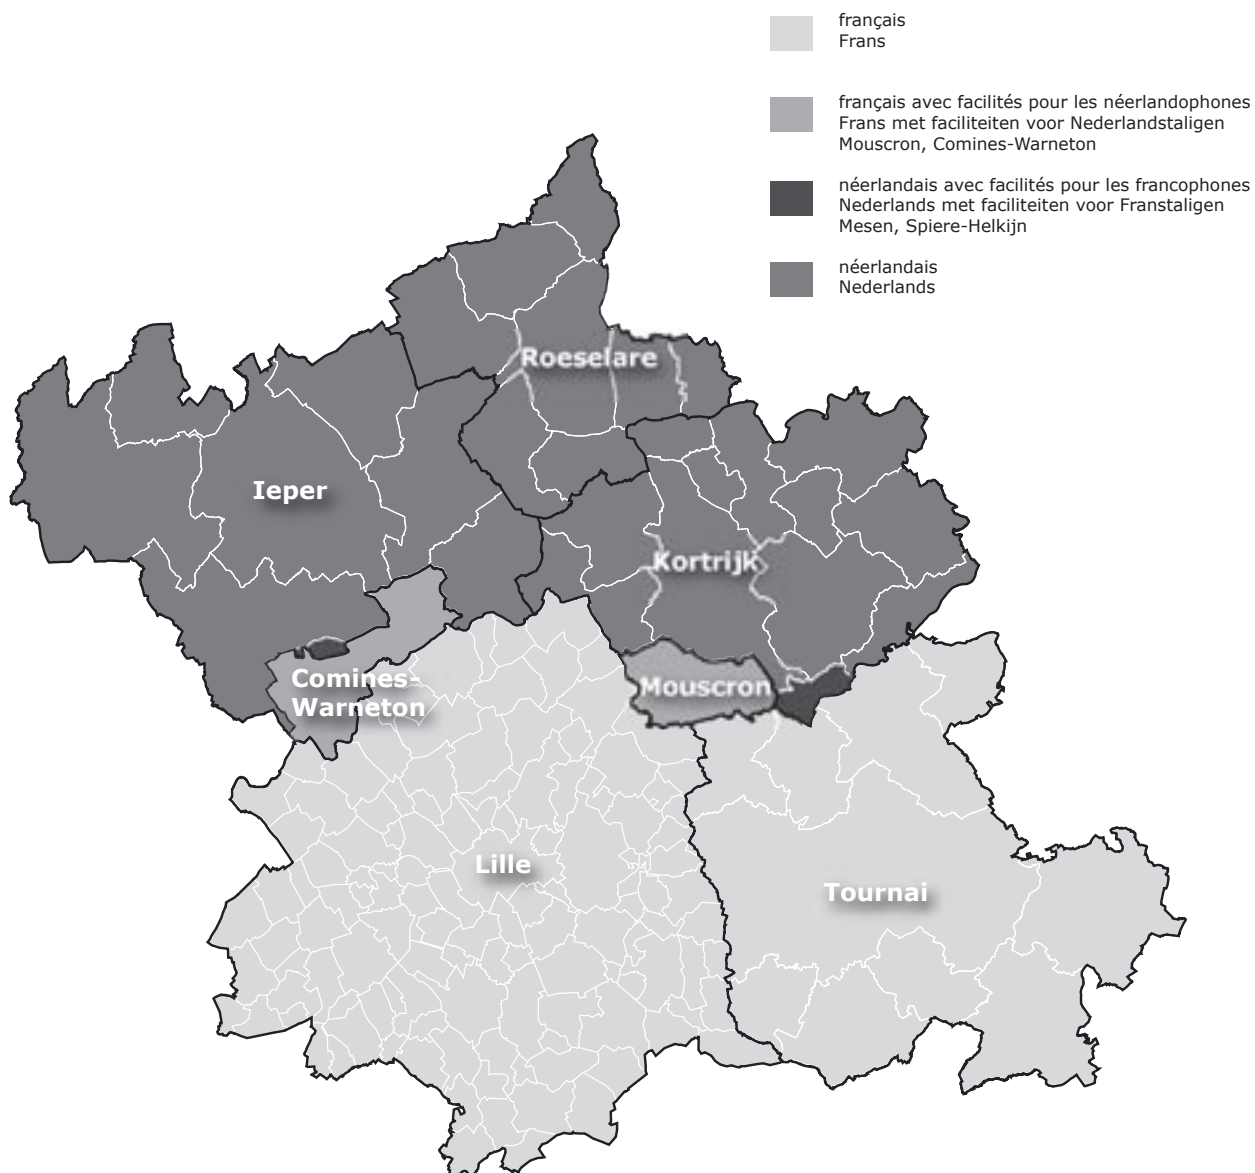 français
Frans
français avec facilités pour les néerlandophones
Frans met faciliteiten voor Nederlandstaligen
Mouscron, Comines-Warneton
néerlandais avec facilités pour les francophones
Nederlands met faciliteiten voor Franstaligen
Mesen, Spiere-Helkijn
néerlandais
Nederlands
Roeselare
Ieper
Kortrijk
Comines-
Warneton
Mouscron
Lille
Tournai